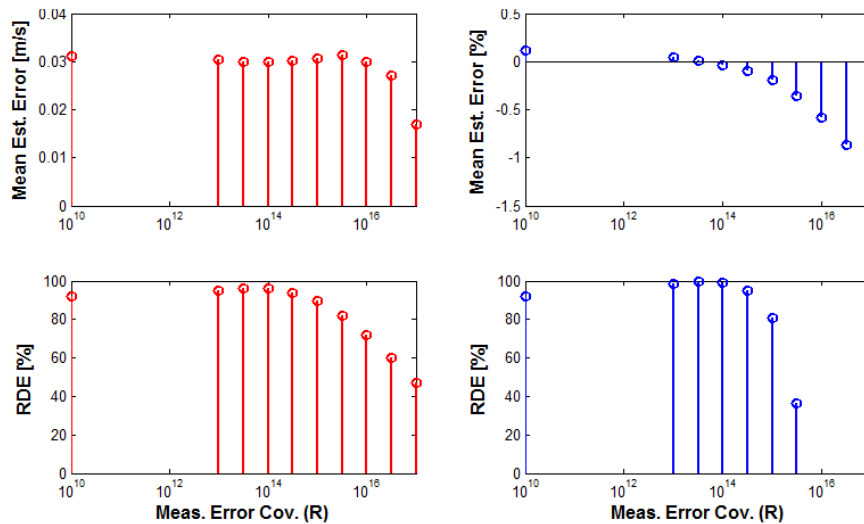 0.04
0.03
0.02
0.01
0
Mean Est. Error [m/s]
10^10 10^12 10^14 10^16
0.5
0
-0.5
-1
-1.5
Mean Est. Error [%]
10^10 10^12 10^14 10^16
100
80
60
40
20
0
RDE [%]
10^10 10^12 10^14 10^16
Meas. Error Cov. (R)
100
80
60
40
20
0
RDE [%]
10^10 10^12 10^14 10^16
Meas. Error Cov. (R)